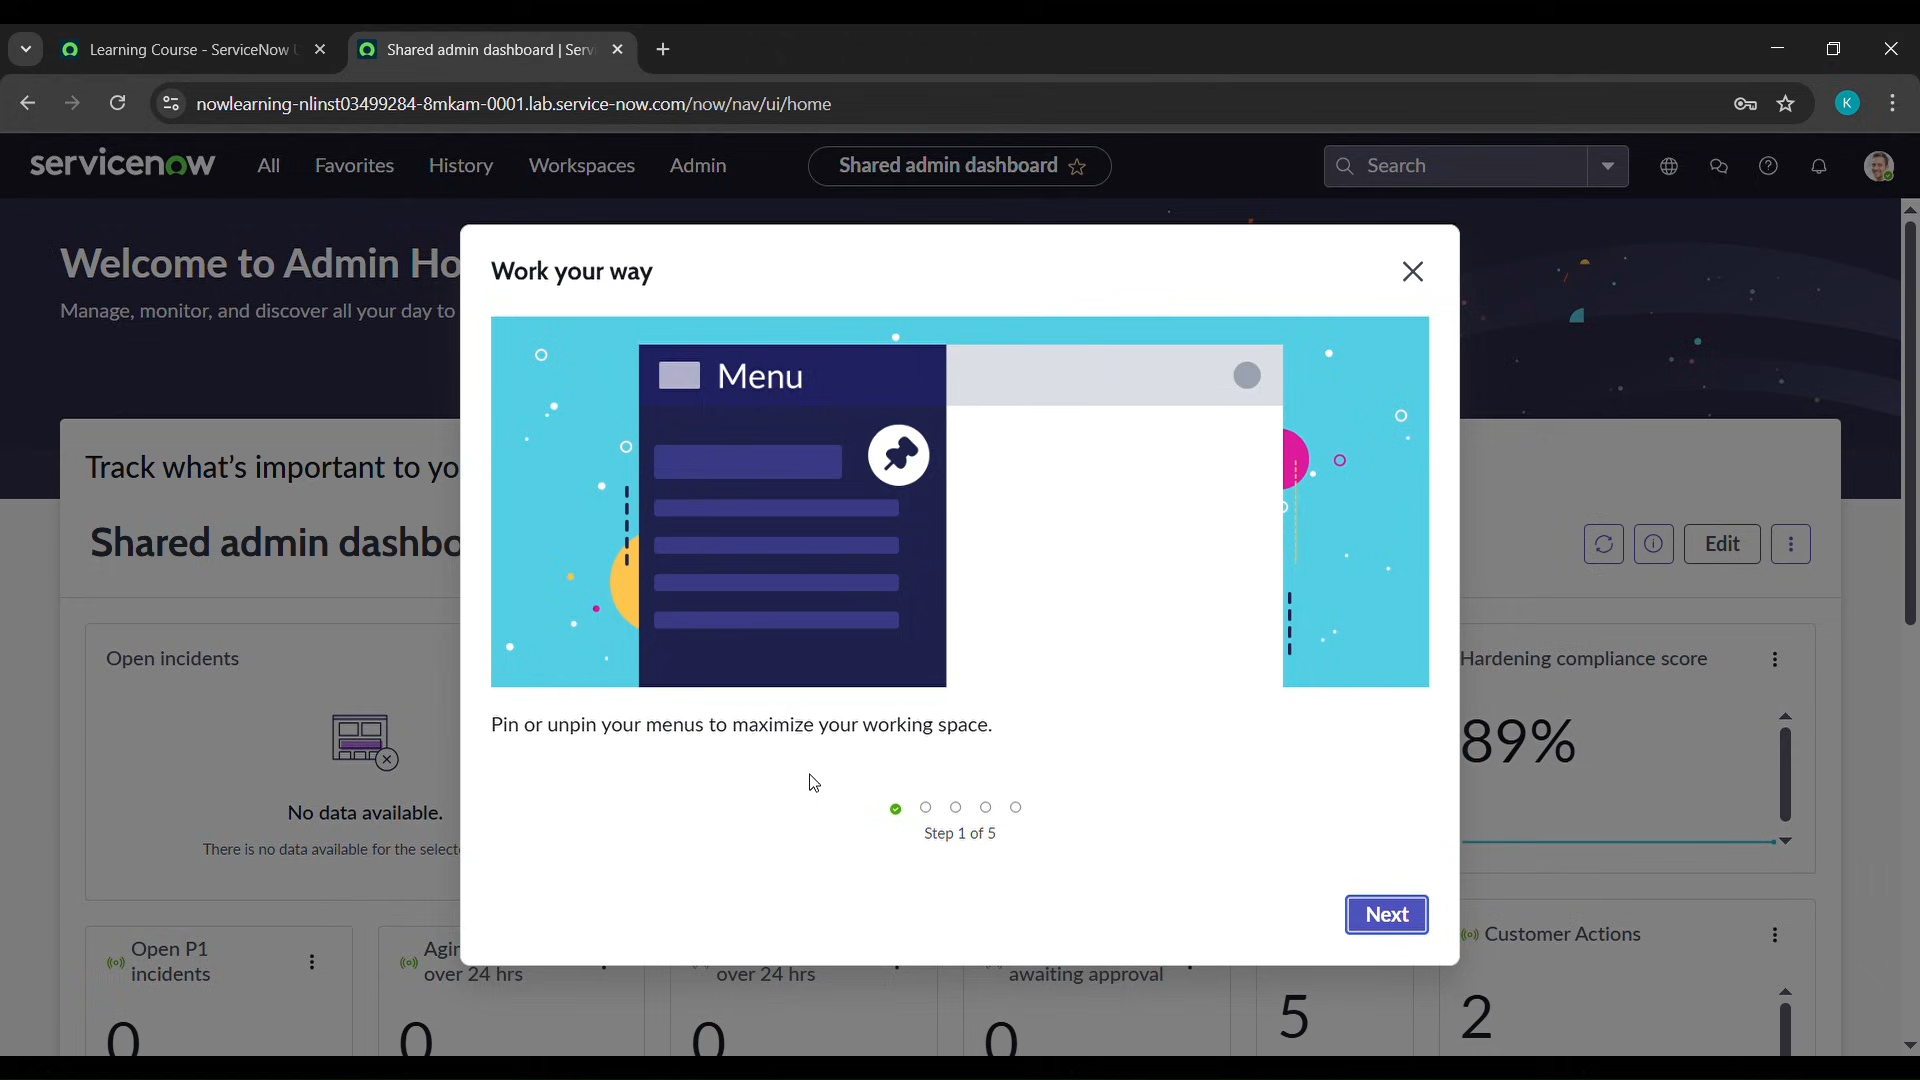 Learning Course - ServiceNow
Shared admin dashboard | Serv
nowlearning-nlinst03499284-8mkam-0001.lab.service-now.com/now/nav/ui/home
K
servicenow
All
Favorites
History
Workspaces
Admin
Shared admin dashboard
Search
Welcome to Admin Ho
Manage, monitor, and discover all your day to
Work your way
Menu
Pin or unpin your menus to maximize your working space.
Step 1 of 5
Next
Track what's important to yo
Shared admin dashbo
Edit
Open incidents
No data available.
There is no data available for the select
Hardening compliance score
89%
Open P1
incidents
0
Agin
over 24 hrs
0
over 24 hrs
0
awaiting approval
0
5
Customer Actions
2